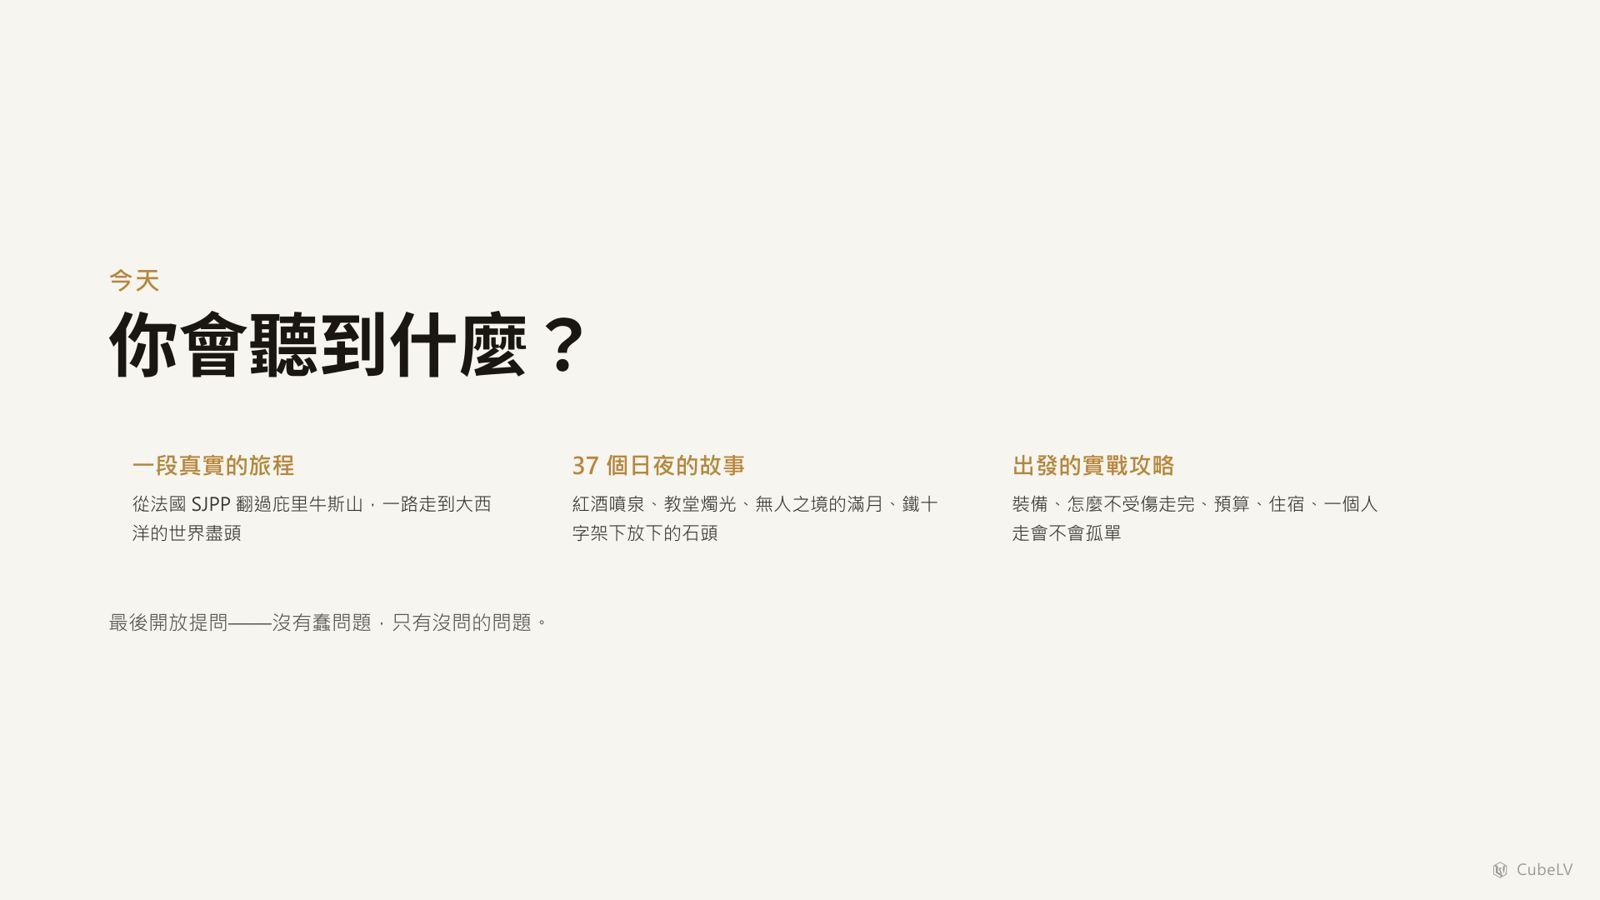 今天
你會聽到什麼？
一段真實的旅程
從法國 SJPP 翻過庇里牛斯山，一路走到大西
洋的世界盡頭
37 個日夜的故事
紅酒噴泉、教堂燭光、無人之境的滿月、鐵十
字架下放下的石頭
出發的實戰攻略
裝備、怎麼不受傷走完、預算、住宿、一個人
走會不會孤單
最後開放提問——沒有蠢問題，只有沒問的問題。
CubeLV